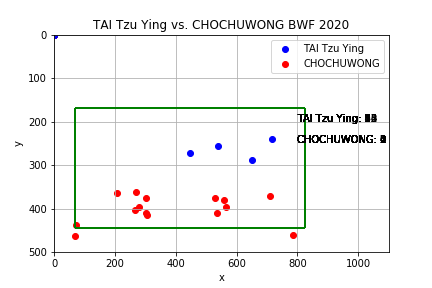 TAI Tzu Ying vs. CHOCHUWONG BWF 2020
TAI Tzu Ying
CHOCHUWONG
0
100
200
300
400
500
y
TAI Tzu Ying:
CHOCHUWONG:
0 200 400 600 800 1000
x